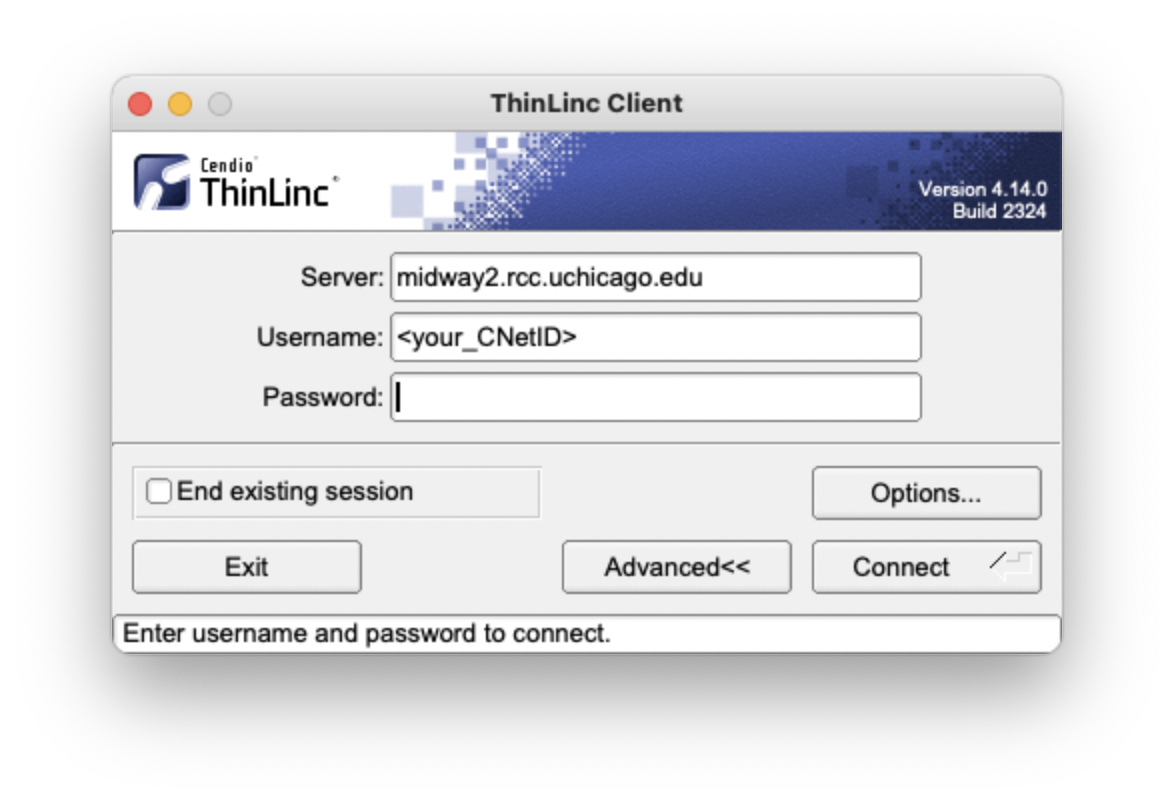 ThinLinc Client
Cendio®
ThinLinc®
Version 4.14.0
Build 2324
Server: midway2.rcc.uchicago.edu
Username: <your_CNetID>
Password:
End existing session
Options...
Exit
Advanced<<
Connect
Enter username and password to connect.